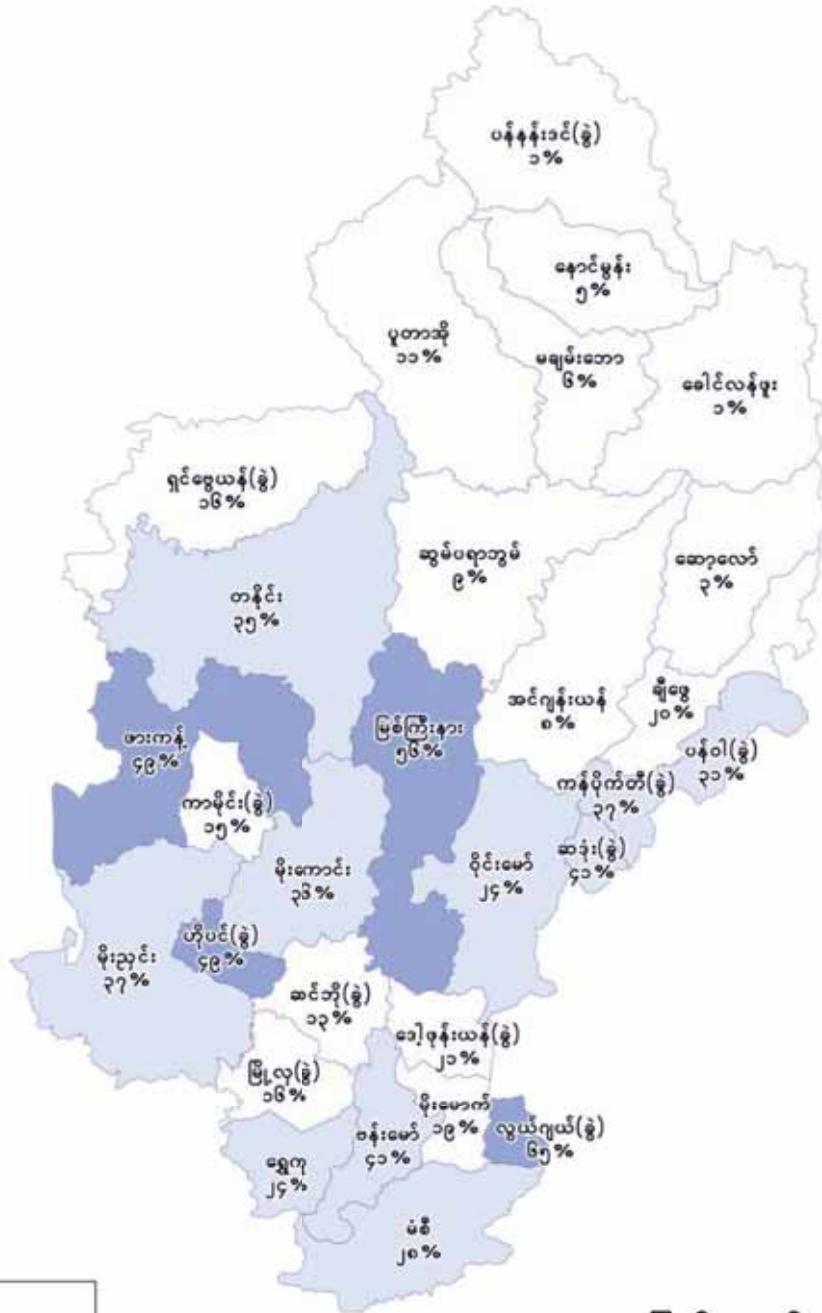 ပန်နန်းဒင်(ခွဲ)
၁%
နောင်မွန်း
၅%
ပူတာအို
၁၁%
မချမ်းဘော
၆%
ခေါင်လန်ဖူး
၁%
ရှင်ဗွေယန်(ခွဲ)
၁၆%
ဆွမ်ပရာဘွမ်
၉%
ဆော့လော်
၃%
တနိုင်း
၃၅%
အင်ဂျန်းယန်
၈%
ချီဖွေ
၂၀%
မြစ်ကြီးနား
၅၆%
ဖားကန့်
၄၉%
ပန်ဝါ(ခွဲ)
၃၁%
ကာမိုင်း(ခွဲ)
၁၅%
ကန်ပိုက်တီ(ခွဲ)
၃၇%
ဆဒုံး(ခွဲ)
၄၁%
မိုးကောင်း
၃၆%
ဝိုင်းမော်
၂၄%
ဟိုပင်(ခွဲ)
၄၉%
မိုးညှင်း
၃၇%
ဆင်ဘို(ခွဲ)
၁၃%
ဒေါ့ဖုန်းယန်(ခွဲ)
၂၁%
မြို့လှ(ခွဲ)
၁၆%
မိုးမောက်
၁၉%
လွယ်ဂျယ်(ခွဲ)
၆၅%
ဗန်းမော်
၄၁%
ရွှေကူ
၂၄%
မံစီ
၂၈%